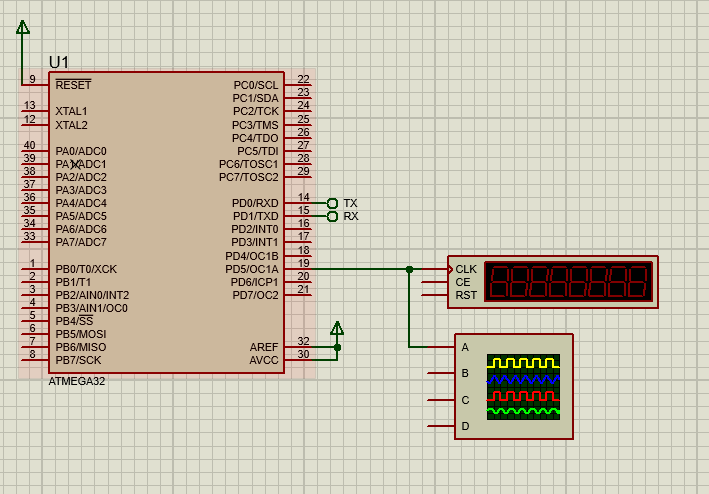 U1
9 RESET
13 XTAL1
12 XTAL2
40 PA0/ADC0
39 PA1/ADC1
38 PA2/ADC2
37 PA3/ADC3
36 PA4/ADC4
35 PA5/ADC5
34 PA6/ADC6
33 PA7/ADC7
1 PB0/T0/XCK
2 PB1/T1
3 PB2/AIN0/INT2
4 PB3/AIN1/OC0
5 PB4/SS
6 PB5/MOSI
7 PB6/MISO
8 PB7/SCK
PC0/SCL 22
PC1/SDA 23
PC2/TCK 24
PC3/TMS 25
PC4/TDO 26
PC5/TDI 27
PC6/TOSC1 28
PC7/TOSC2 29
PD0/RXD 14 TX
PD1/TXD 15 RX
PD2/INT0 16
PD3/INT1 17
PD4/OC1B 18
PD5/OC1A 19
PD6/ICP1 20
PD7/OC2 21
AREF 32
AVCC 30
ATMEGA32
CLK
CE
RST
A
B
C
D